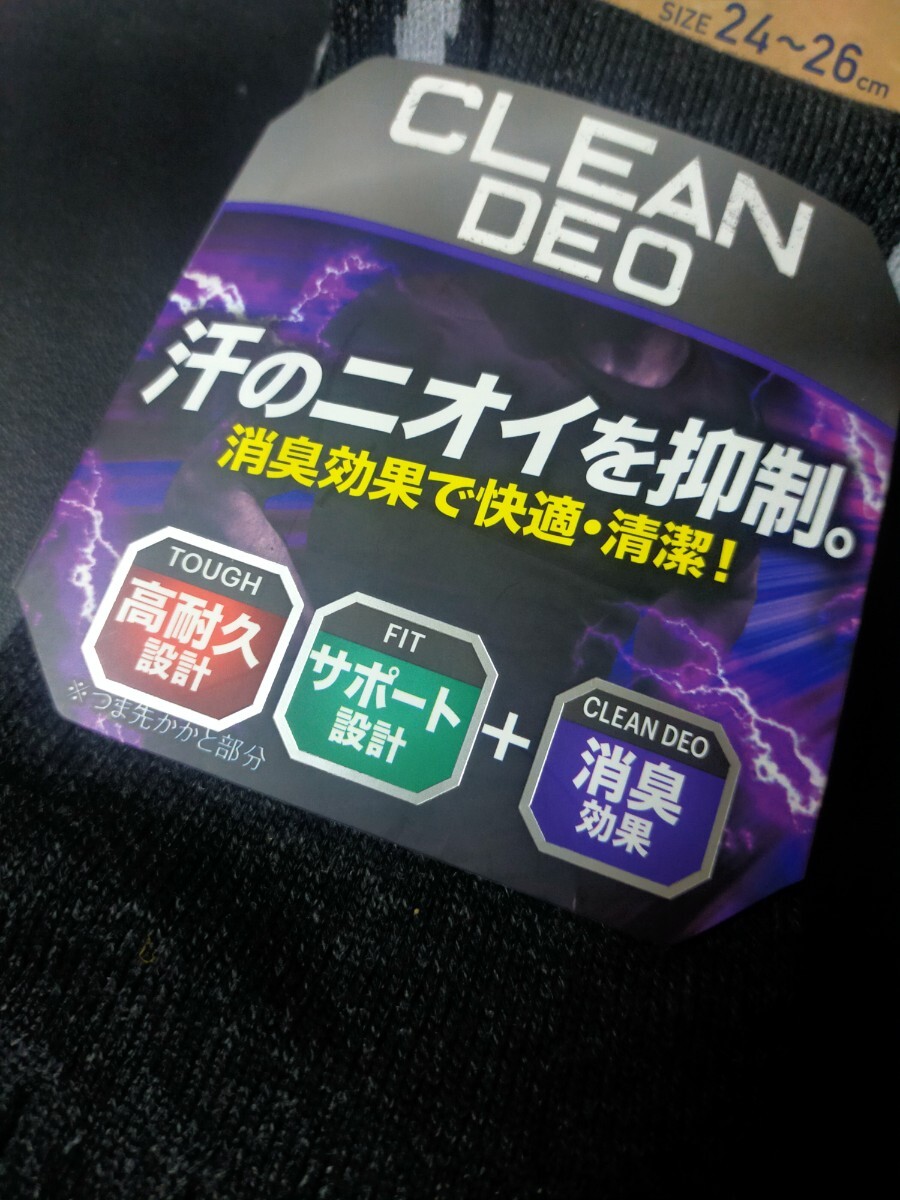 SIZE 24~26cm
CLEAN
DEO
汗のニオイを抑制。
消臭効果で快適・清潔!
TOUGH
高耐久
設計
※つま先かかと部分
FIT
サポート
設計
+
CLEAN DEO
消臭
効果